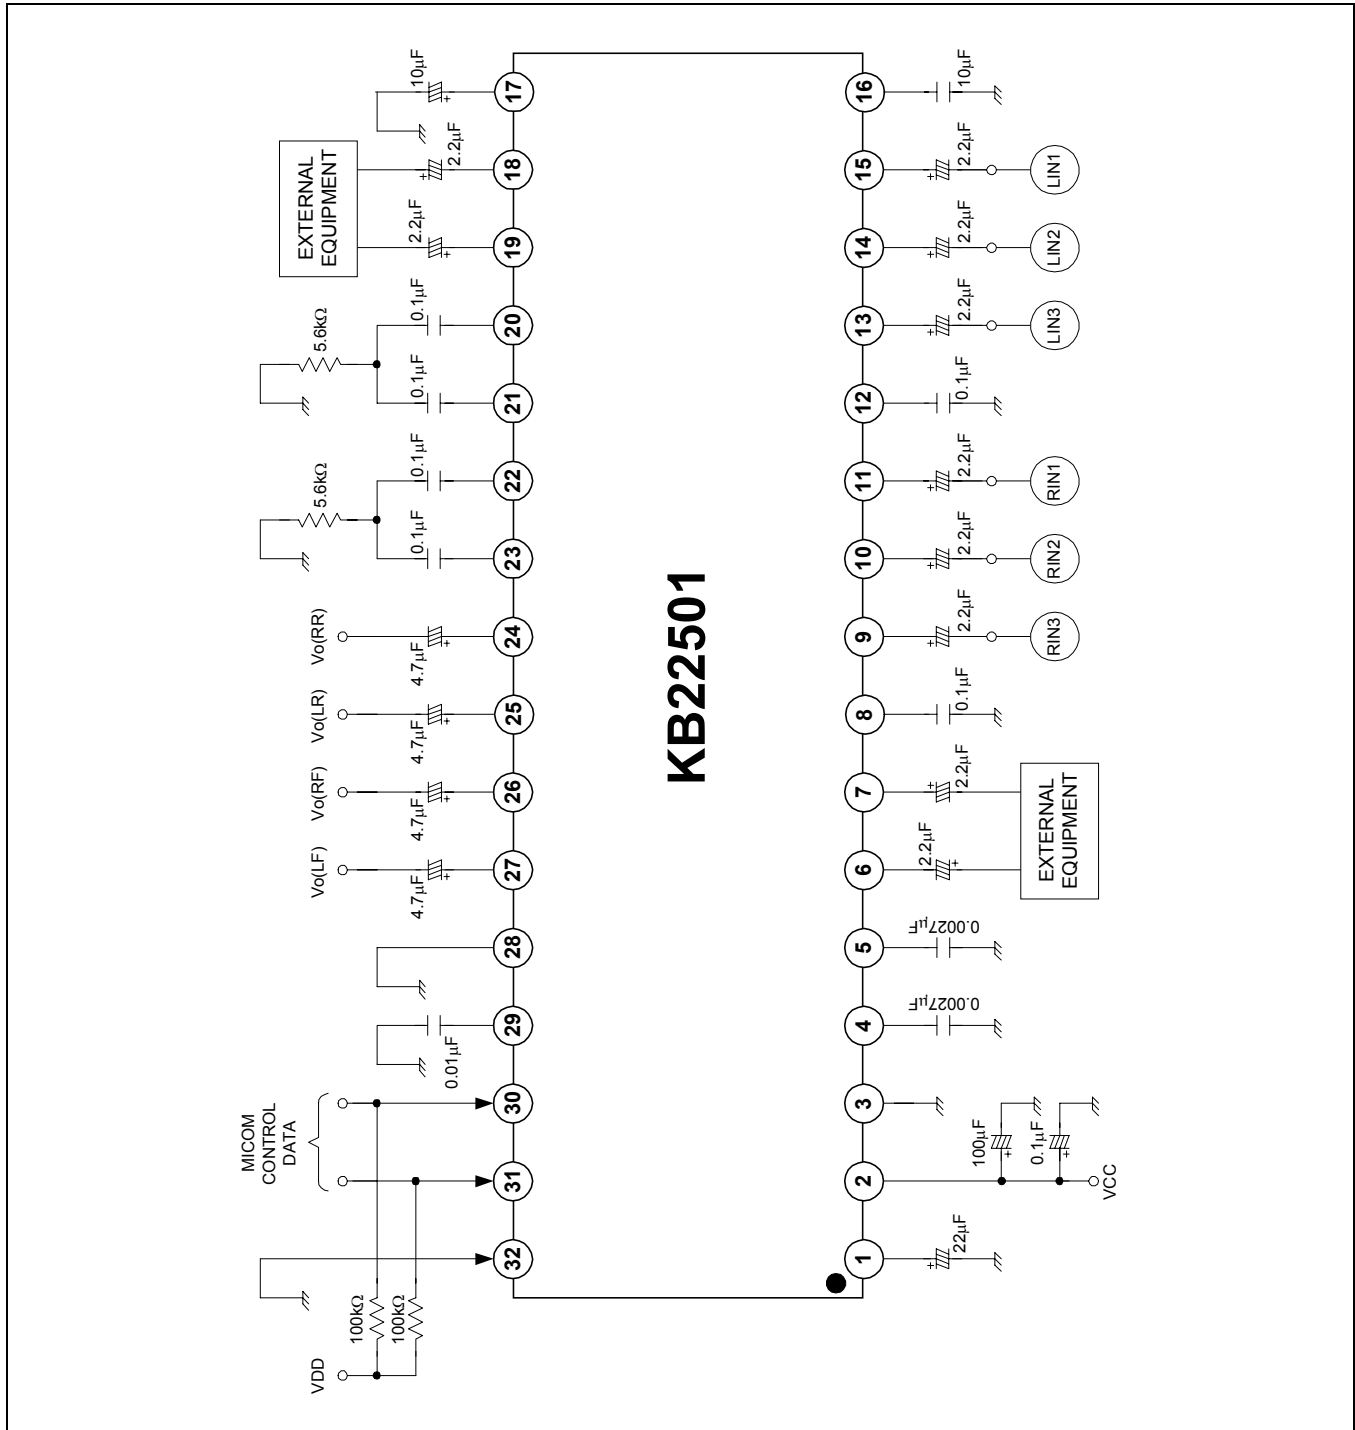 10µF
17
16
10µF
EXTERNAL
EQUIPMENT
2.2µF
18
15
2.2µF
LIN1
2.2µF
19
14
2.2µF
LIN2
5.6kΩ
0.1µF
20
13
2.2µF
LIN3
0.1µF
21
12
0.1µF
5.6kΩ
0.1µF
22
11
2.2µF
RIN1
0.1µF
23
10
2.2µF
RIN2
KB22501
Vo(RR)
4.7µF
24
9
2.2µF
RIN3
Vo(LR)
4.7µF
25
8
0.1µF
Vo(RF)
4.7µF
26
7
2.2µF
EXTERNAL
EQUIPMENT
Vo(LF)
4.7µF
27
6
2.2µF
28
5
0.0027µF
0.01µF
29
4
0.0027µF
MICOM
CONTROL
DATA
30
3
100µF
0.1µF
31
2
VCC
32
1
22µF
100kΩ
100kΩ
VDD